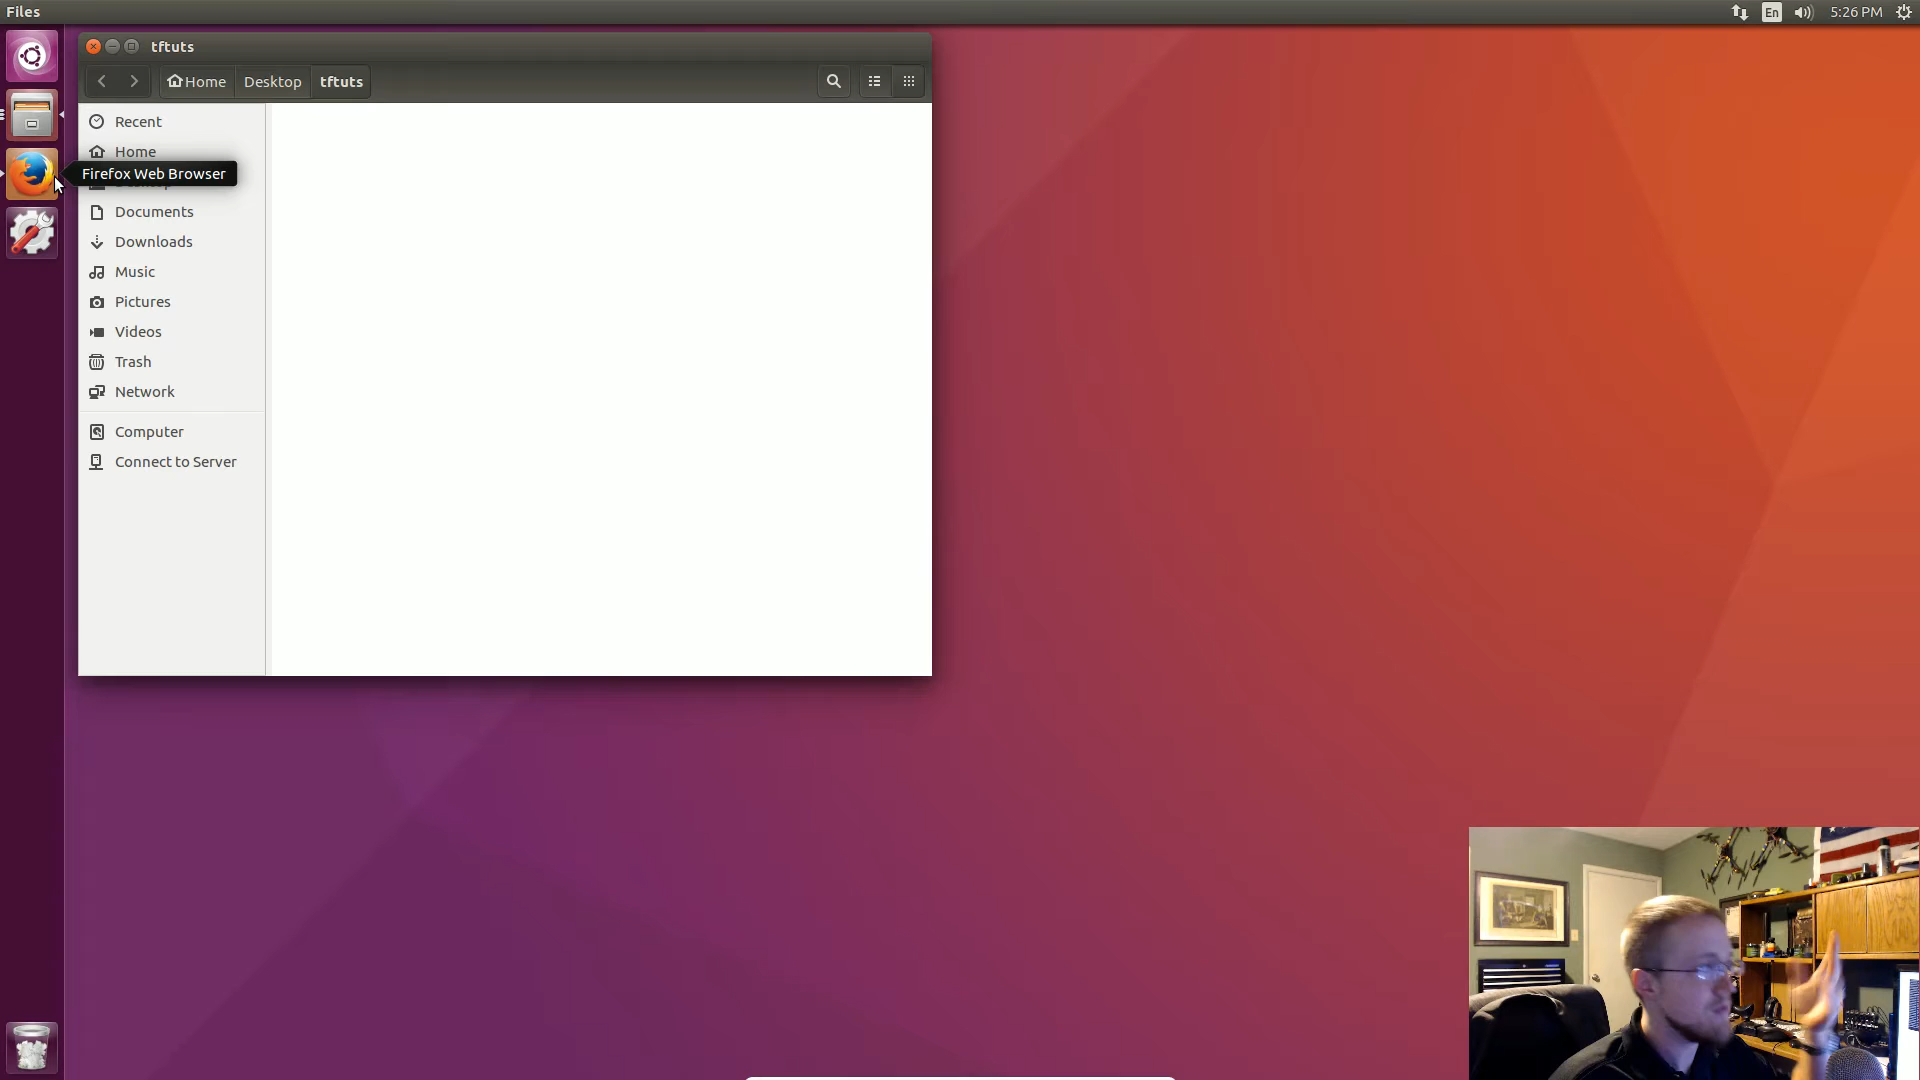 Files
En
5:26 PM
tftuts
Home
Desktop
tftuts
Recent
Home
Firefox Web Browser
Documents
Downloads
Music
Pictures
Videos
Trash
Network
Computer
Connect to Server